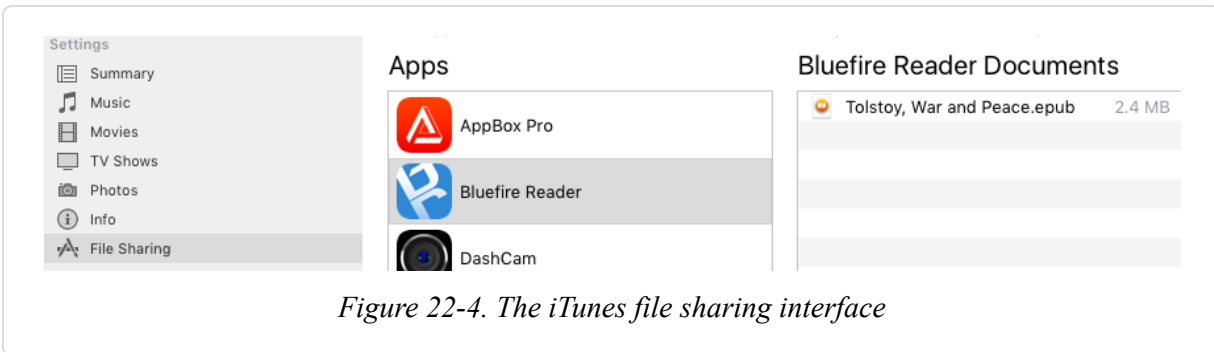 Settings
Summary
Music
Movies
TV Shows
Photos
Info
File Sharing
Apps
AppBox Pro
Bluefire Reader
DashCam
Bluefire Reader Documents
Tolstoy, War and Peace.epub 2.4 MB
Figure 22-4. The iTunes file sharing interface